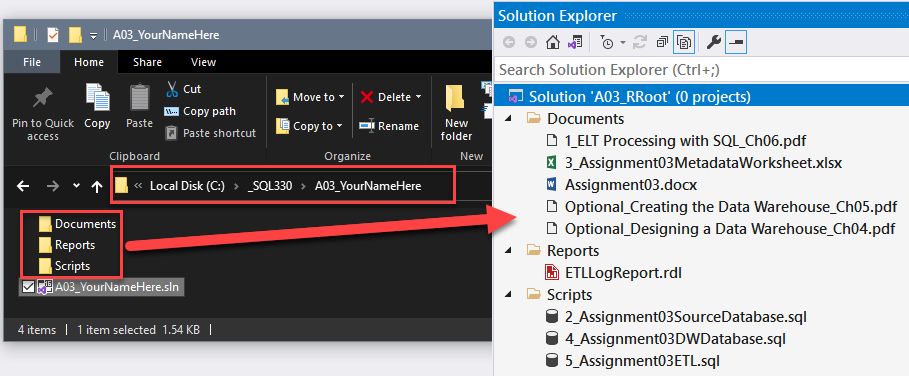 A03_YourNameHere
File Home Share View
Pin to Quick access
Copy
Paste
Cut
Copy path
Paste shortcut
Clipboard
Move to
Copy to
Delete
Rename
Organize
New folder
New
Local Disk (C:) _SQL330 A03_YourNameHere
Documents
Reports
Scripts
A03_YourNameHere.sln
4 items 1 item selected 1.54 KB
Solution Explorer
Search Solution Explorer (Ctrl+;)
Solution 'A03_RRoot' (0 projects)
Documents
1_ELT Processing with SQL_Ch06.pdf
3_Assignment03MetadataWorksheet.xlsx
Assignment03.docx
Optional_Creating the Data Warehouse_Ch05.pdf
Optional_Designing a Data Warehouse_Ch04.pdf
Reports
ETLLogReport.rdl
Scripts
2_Assignment03SourceDatabase.sql
4_Assignment03DWDatabase.sql
5_Assignment03ETL.sql